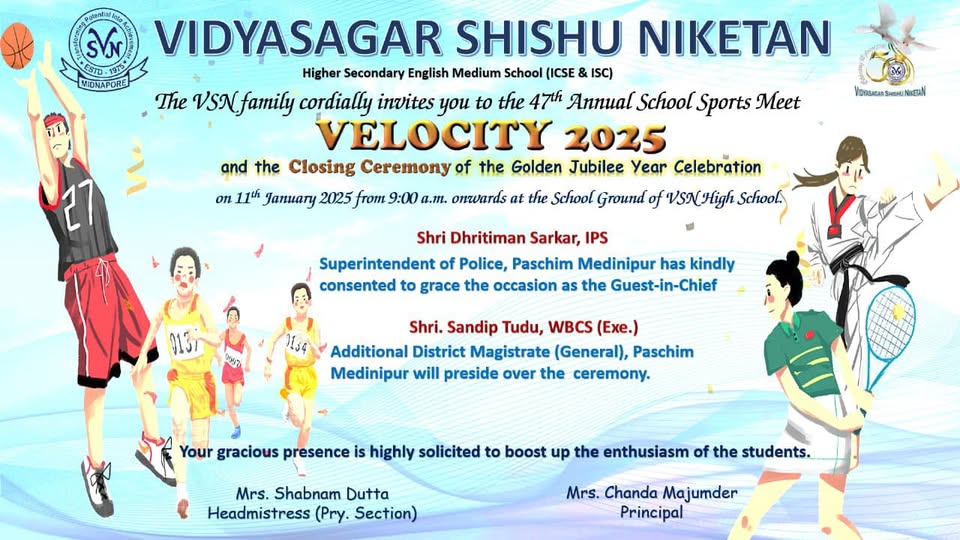 VIDYASAGAR SHISHU NIKETAN
Higher Secondary English Medium School (ICSE & ISC)
Transforming Potential Into Achievement
SVN
ESTD - 1975
MIDNAPORE
50
VIDYASAGAR SHISHU NIKETAN
The VSN family cordially invites you to the 47th Annual School Sports Meet
VELOCITY 2025
and the Closing Ceremony of the Golden Jubilee Year Celebration
on 11th January 2025 from 9:00 a.m. onwards at the School Ground of VSN High School.
27
Shri Dhritiman Sarkar, IPS
Superintendent of Police, Paschim Medinipur has kindly
consented to grace the occasion as the Guest-in-Chief
0137
0134
Shri. Sandip Tudu, WBCS (Exe.)
Additional District Magistrate (General), Paschim
Medinipur will preside over the ceremony.
Your gracious presence is highly solicited to boost up the enthusiasm of the students.
Mrs. Shabnam Dutta
Headmistress (Pry. Section)
Mrs. Chanda Majumder
Principal